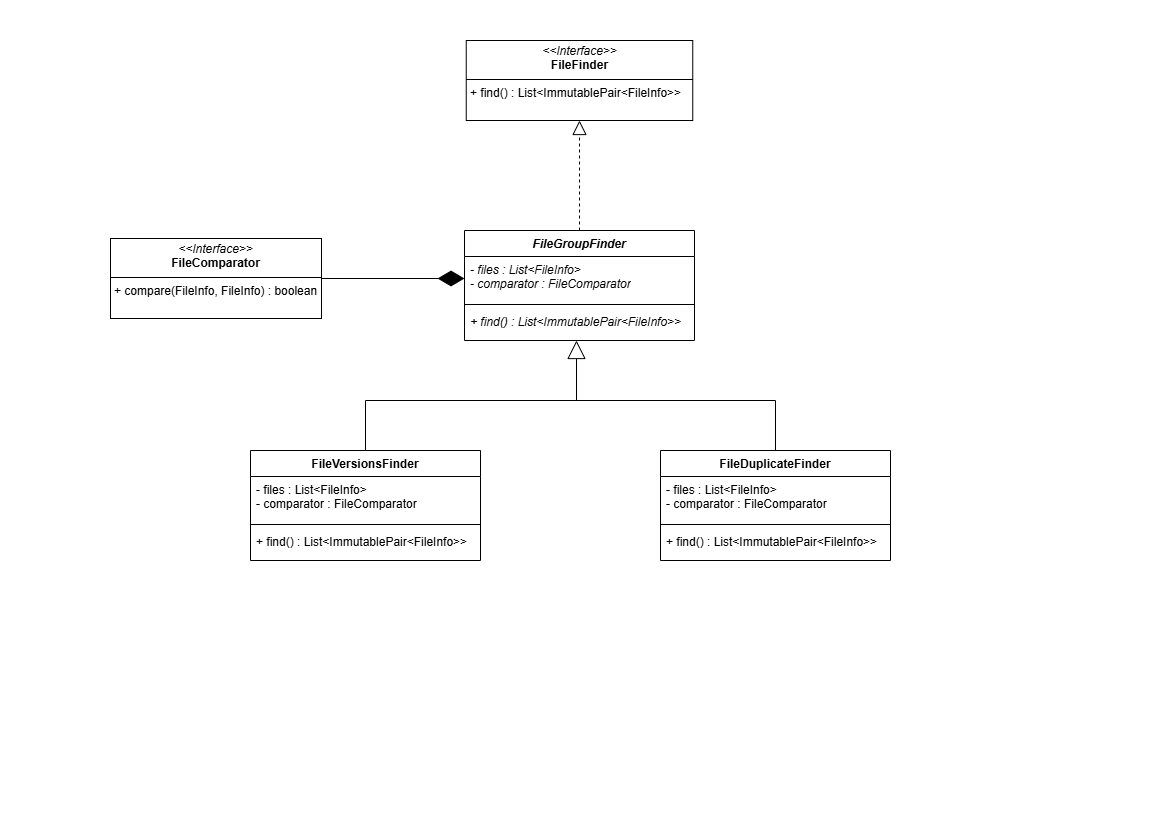 <<Interface>>
FileFinder
+ find() : List<ImmutablePair<FileInfo>>
<<Interface>>
FileComparator
+ compare(FileInfo, FileInfo) : boolean
FileGroupFinder
- files : List<FileInfo>
- comparator : FileComparator
+ find() : List<ImmutablePair<FileInfo>>
FileVersionsFinder
- files : List<FileInfo>
- comparator : FileComparator
+ find() : List<ImmutablePair<FileInfo>>
FileDuplicateFinder
- files : List<FileInfo>
- comparator : FileComparator
+ find() : List<ImmutablePair<FileInfo>>